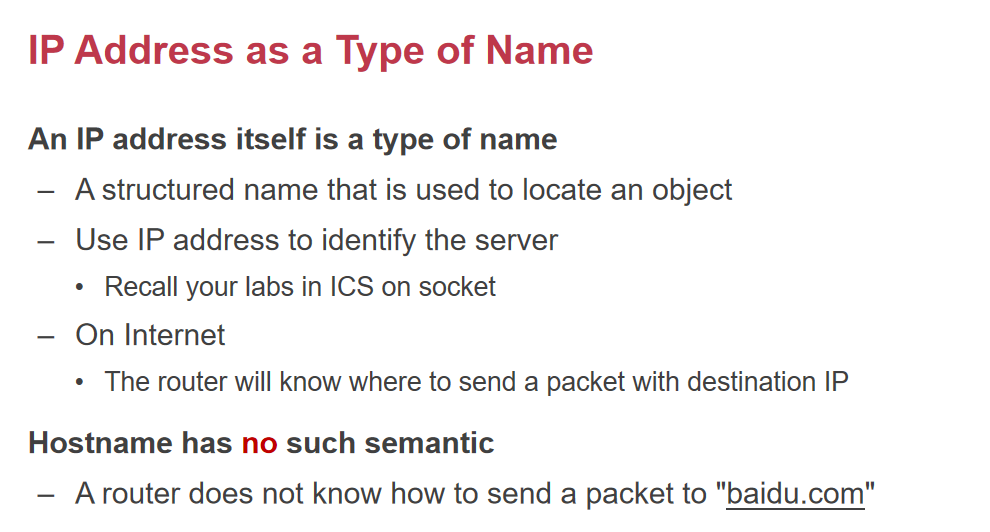 IP Address as a Type of Name
An IP address itself is a type of name
– A structured name that is used to locate an object
– Use IP address to identify the server
• Recall your labs in ICS on socket
– On Internet
• The router will know where to send a packet with destination IP
Hostname has no such semantic
– A router does not know how to send a packet to "baidu.com"